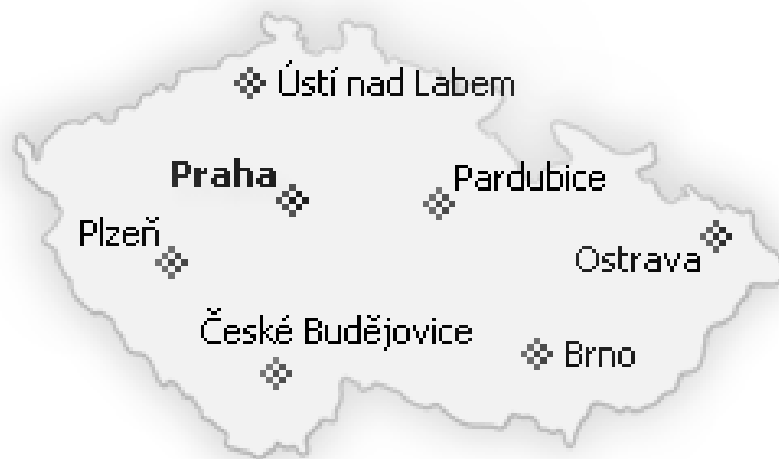 Ústí nad Labem
Praha
Pardubice
Plzeň
Ostrava
České Budějovice
Brno